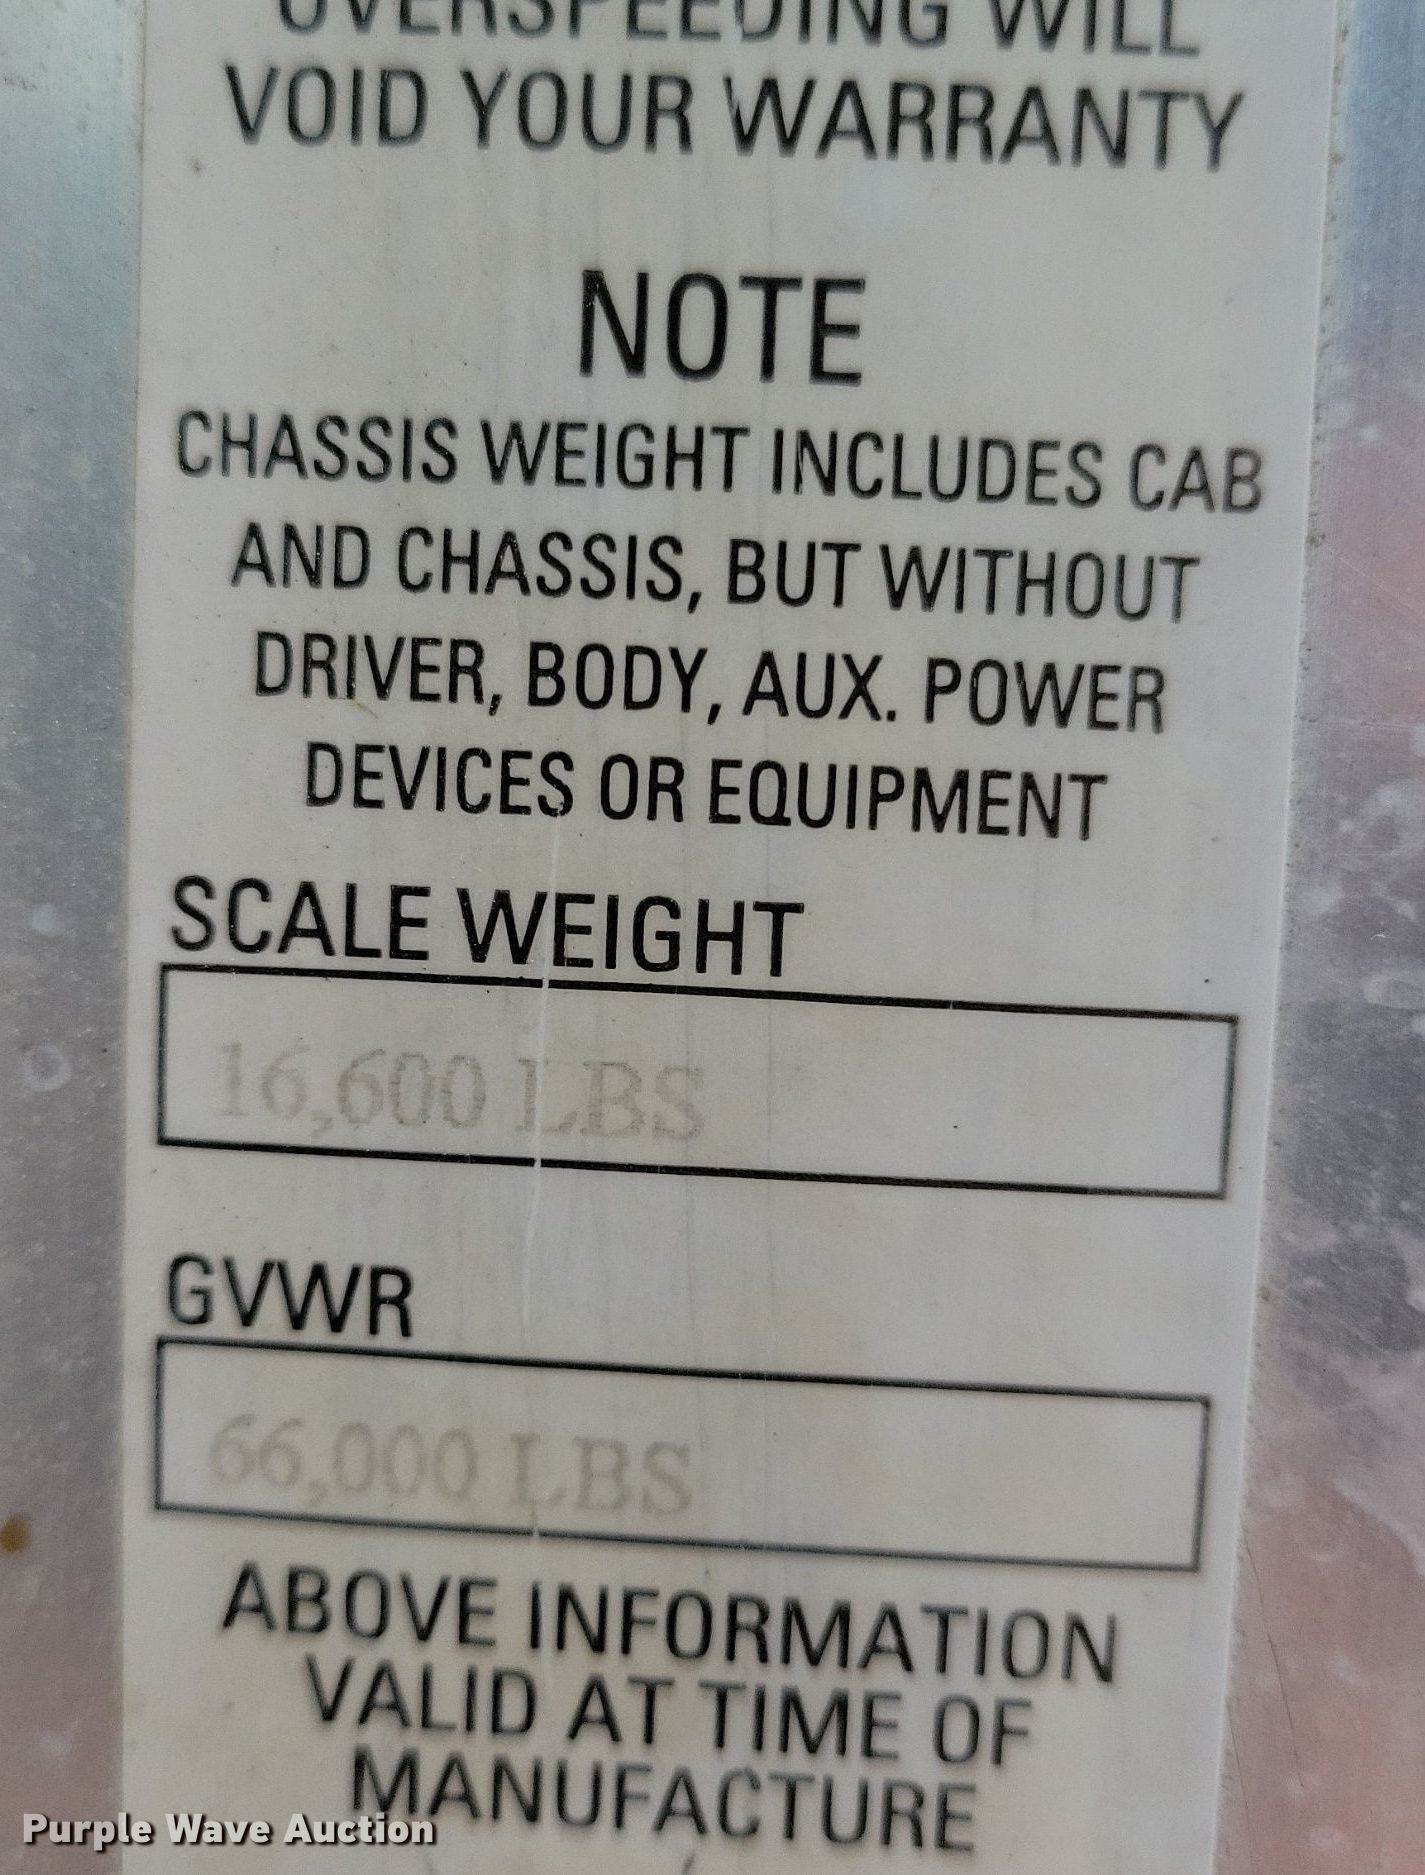 OVERSPEEDING WILL
VOID YOUR WARRANTY
NOTE
CHASSIS WEIGHT INCLUDES CAB
AND CHASSIS, BUT WITHOUT
DRIVER, BODY, AUX. POWER
DEVICES OR EQUIPMENT
SCALE WEIGHT
16,600 LBS
GVWR
66,000 LBS
ABOVE INFORMATION
VALID AT TIME OF
MANUFACTURE
Purple Wave Auction